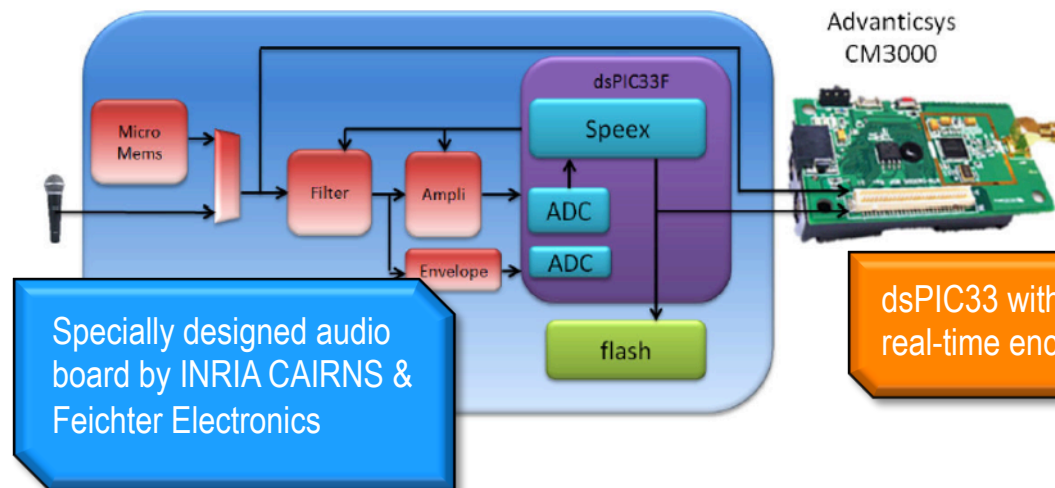 Advanticsys
CM3000
dsPIC33F
Micro
Mems
Speex
Filter
Ampli
ADC
Envelope
ADC
flash
Specially designed audio
board by INRIA CAIRNS &
Feichter Electronics
dsPIC33 with
real-time